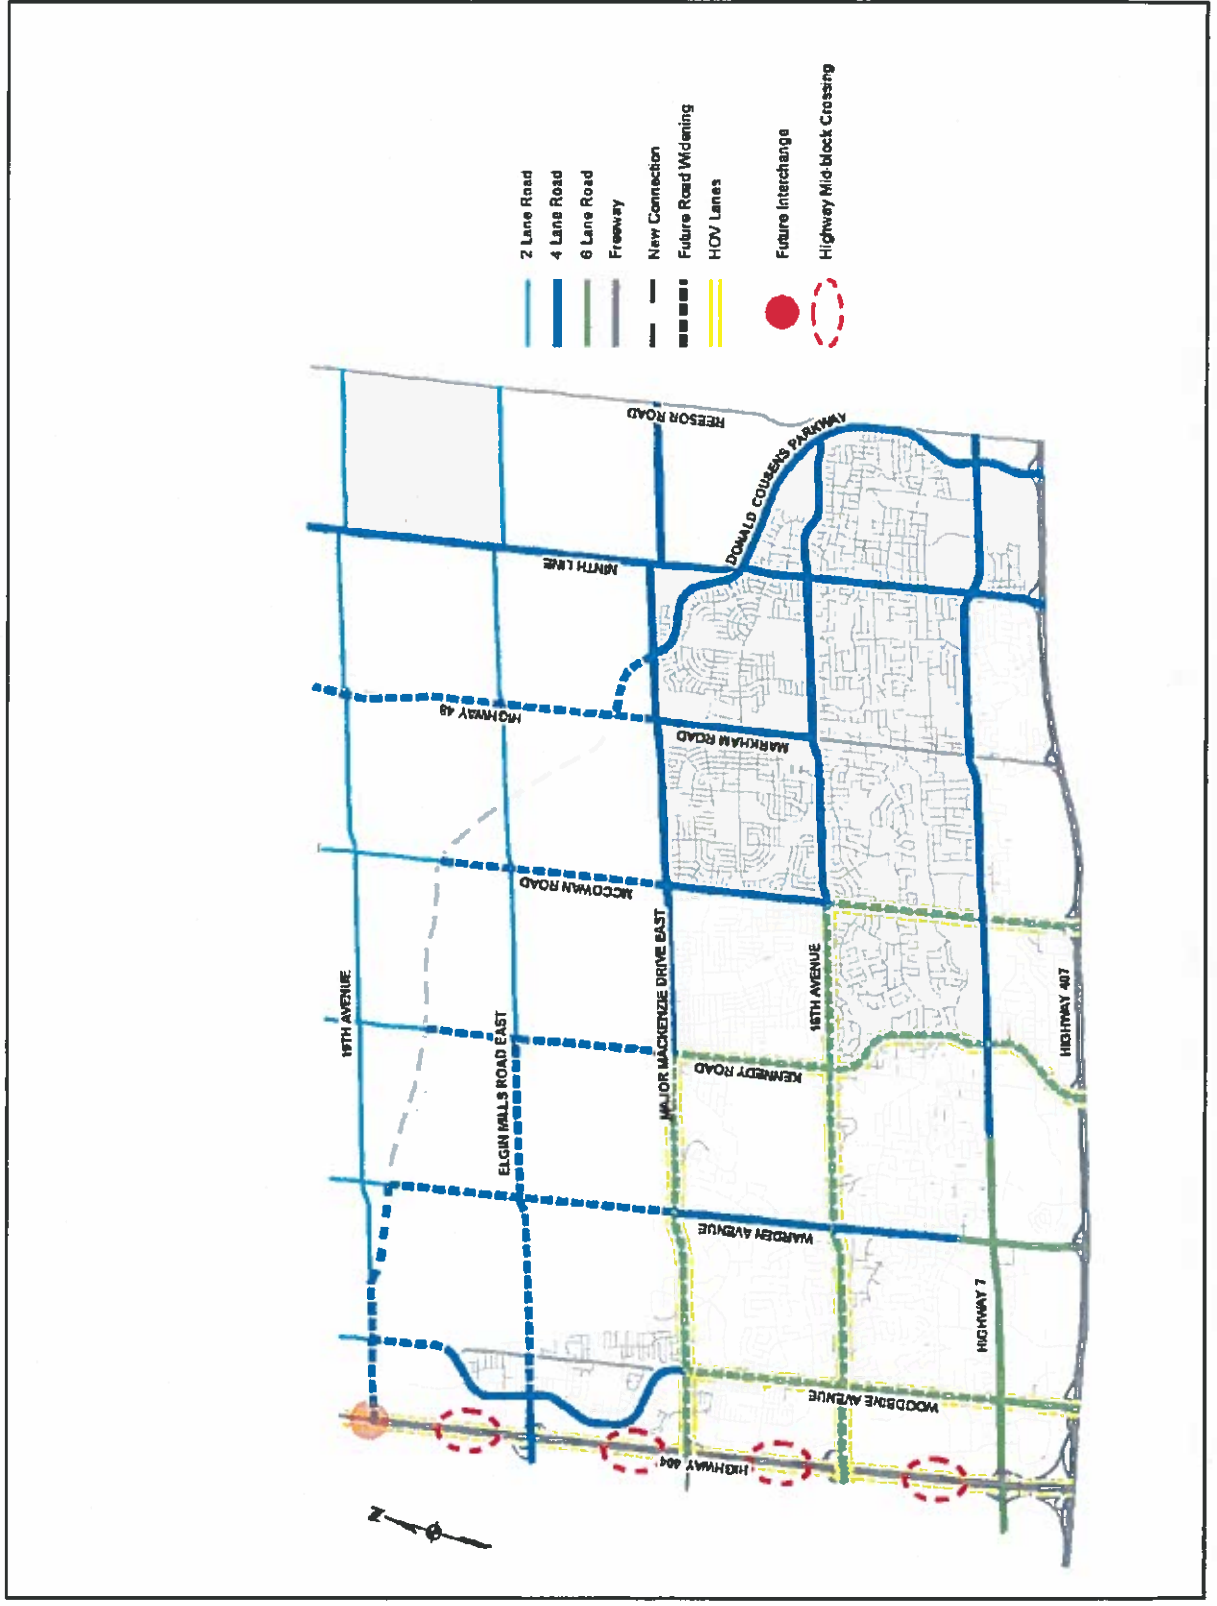 2 Lane Road
4 Lane Road
6 Lane Road
Freeway
New Connection
Future Road Widening
HOV Lanes
Future Interchange
Highway Mid-block Crossing
REESOR ROAD
DONALD COUSENS PARKWAY
NINTH LINE
HIGHWAY 48
MARKHAM ROAD
MCCOWAN ROAD
19TH AVENUE
ELGIN MILLS ROAD EAST
MAJOR MACKENZIE DRIVE EAST
16TH AVENUE
HIGHWAY 407
KENNEDY ROAD
WARDEN AVENUE
HIGHWAY 7
WOODBINE AVENUE
HIGHWAY 404
N